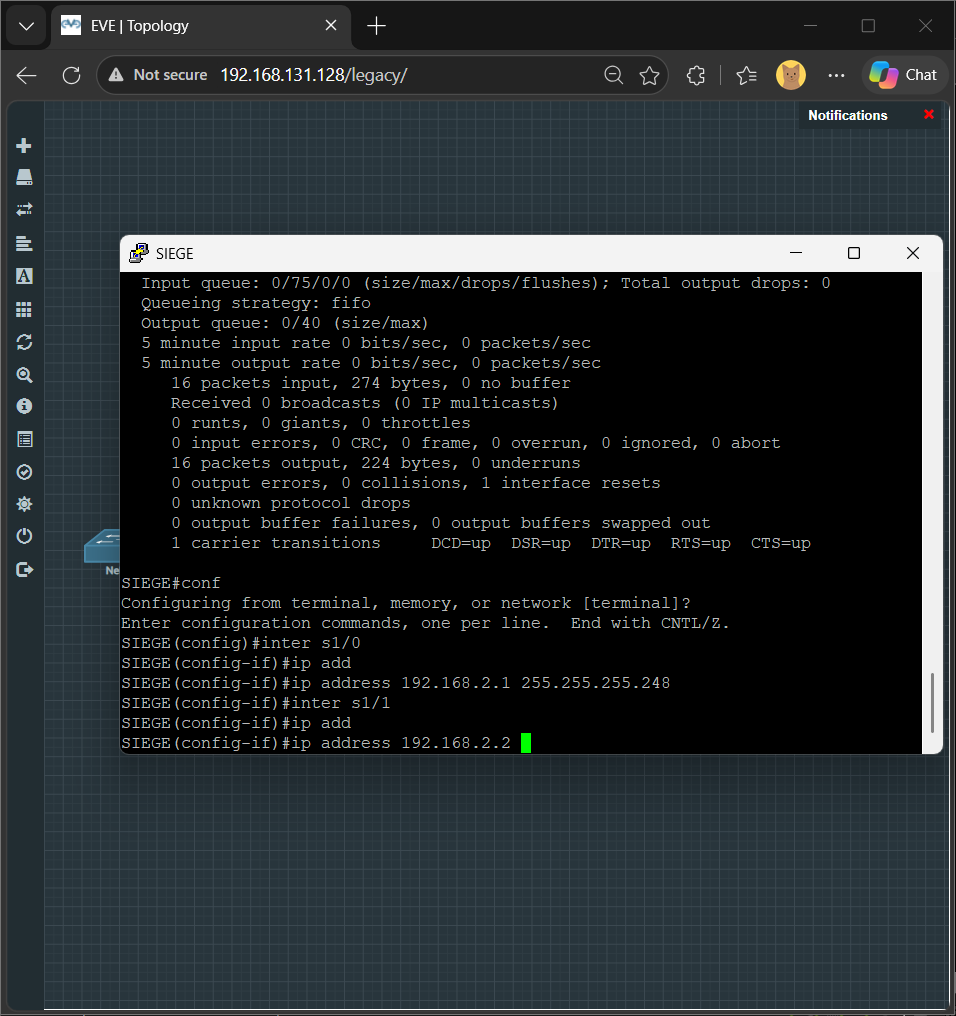 EVE | Topology
Not secure 192.168.131.128/legacy/
Chat
Notifications
SIEGE
Input queue: 0/75/0/0 (size/max/drops/flushes); Total output drops: 0
Queueing strategy: fifo
Output queue: 0/40 (size/max)
5 minute input rate 0 bits/sec, 0 packets/sec
5 minute output rate 0 bits/sec, 0 packets/sec
16 packets input, 274 bytes, 0 no buffer
Received 0 broadcasts (0 IP multicasts)
0 runts, 0 giants, 0 throttles
0 input errors, 0 CRC, 0 frame, 0 overrun, 0 ignored, 0 abort
16 packets output, 224 bytes, 0 underruns
0 output errors, 0 collisions, 1 interface resets
0 unknown protocol drops
0 output buffer failures, 0 output buffers swapped out
1 carrier transitions     DCD=up  DSR=up  DTR=up  RTS=up  CTS=up
SIEGE#conf
Configuring from terminal, memory, or network [terminal]?
Enter configuration commands, one per line.  End with CNTL/Z.
SIEGE(config)#inter s1/0
SIEGE(config-if)#ip add
SIEGE(config-if)#ip address 192.168.2.1 255.255.255.248
SIEGE(config-if)#inter s1/1
SIEGE(config-if)#ip add
SIEGE(config-if)#ip address 192.168.2.2
Ne